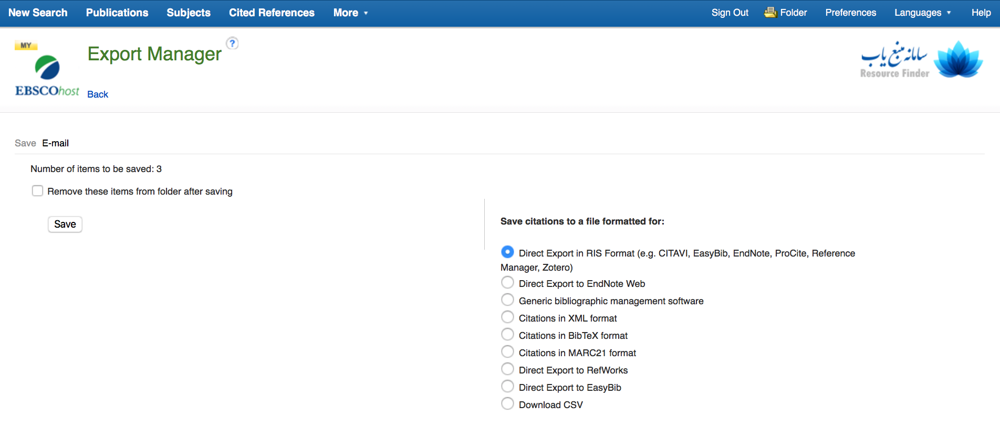 New Search Publications Subjects Cited References More Sign Out Folder Preferences Languages Help
MY
Export Manager ?
سامانه منبع یاب
Resource Finder
EBSCOhost
Back
Save E-mail
Number of items to be saved: 3
Remove these items from folder after saving
Save
Save citations to a file formatted for:
Direct Export in RIS Format (e.g. CITAVI, EasyBib, EndNote, ProCite, Reference
Manager, Zotero)
Direct Export to EndNote Web
Generic bibliographic management software
Citations in XML format
Citations in BibTeX format
Citations in MARC21 format
Direct Export to RefWorks
Direct Export to EasyBib
Download CSV